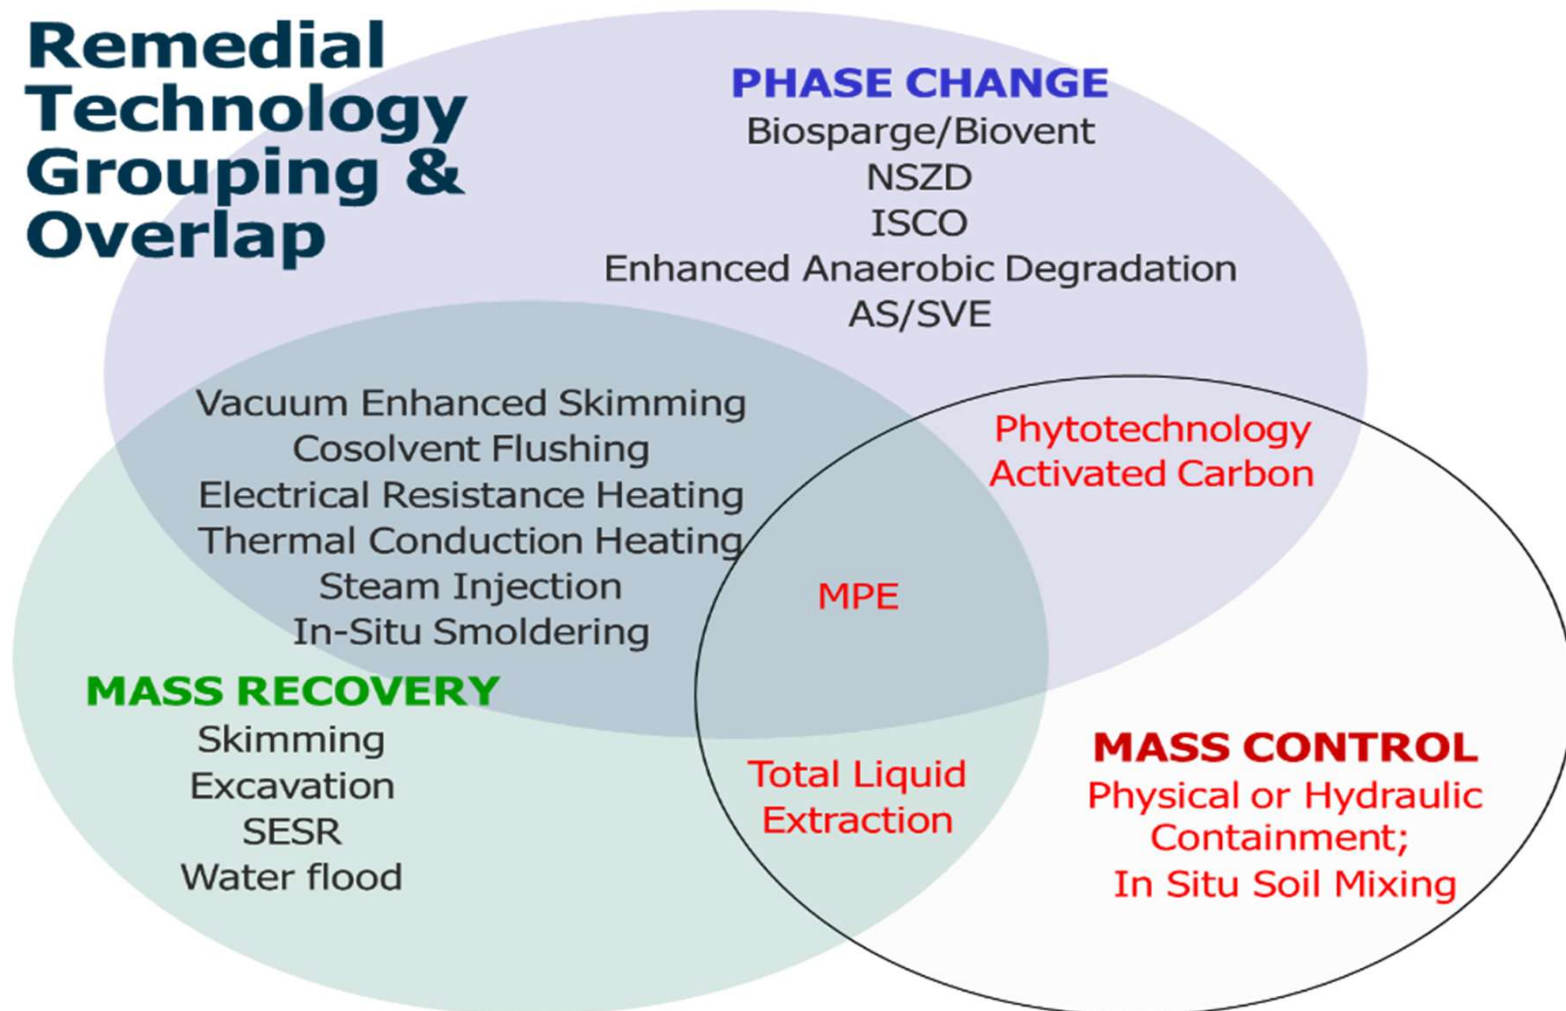 Remedial
Technology
Grouping &
Overlap
PHASE CHANGE
Biosparge/Biovent
NSZD
ISCO
Enhanced Anaerobic Degradation
AS/SVE
Vacuum Enhanced Skimming
Cosolvent Flushing
Electrical Resistance Heating
Thermal Conduction Heating
Steam Injection
In-Situ Smoldering
Phytotechnology
Activated Carbon
MPE
MASS RECOVERY
Skimming
Excavation
SESR
Water flood
Total Liquid
Extraction
MASS CONTROL
Physical or Hydraulic
Containment;
In Situ Soil Mixing